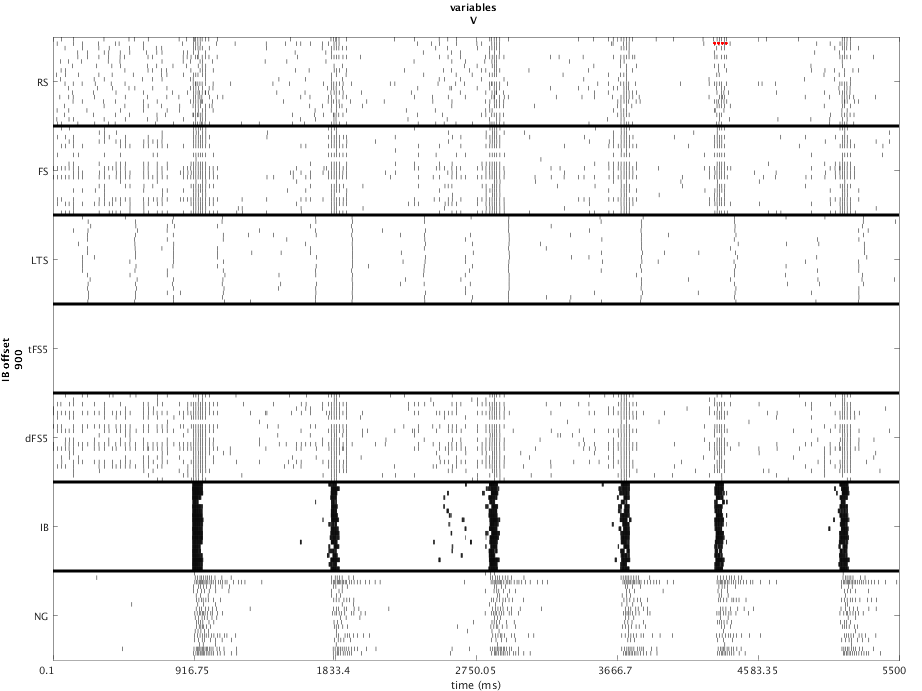 variables
V
RS
FS
LTS
tFS5
dFS5
IB
NG
IB offset
900
0.1 916.75 1833.4 2750.05 3666.7 4583.35 5500
time (ms)